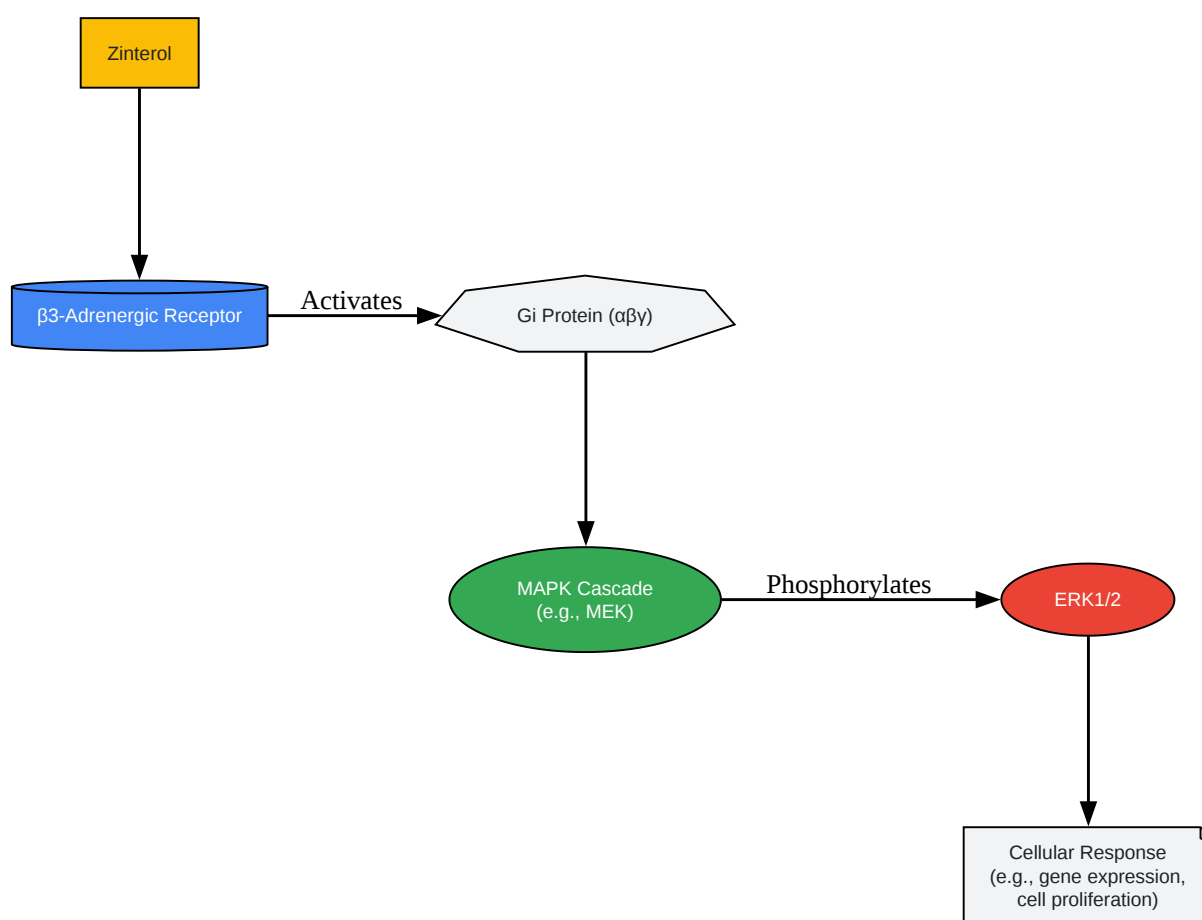 Zinterol
β3-Adrenergic Receptor
Activates
Gi Protein (αβγ)
MAPK Cascade
(e.g., MEK)
Phosphorylates
ERK1/2
Cellular Response
(e.g., gene expression,
cell proliferation)